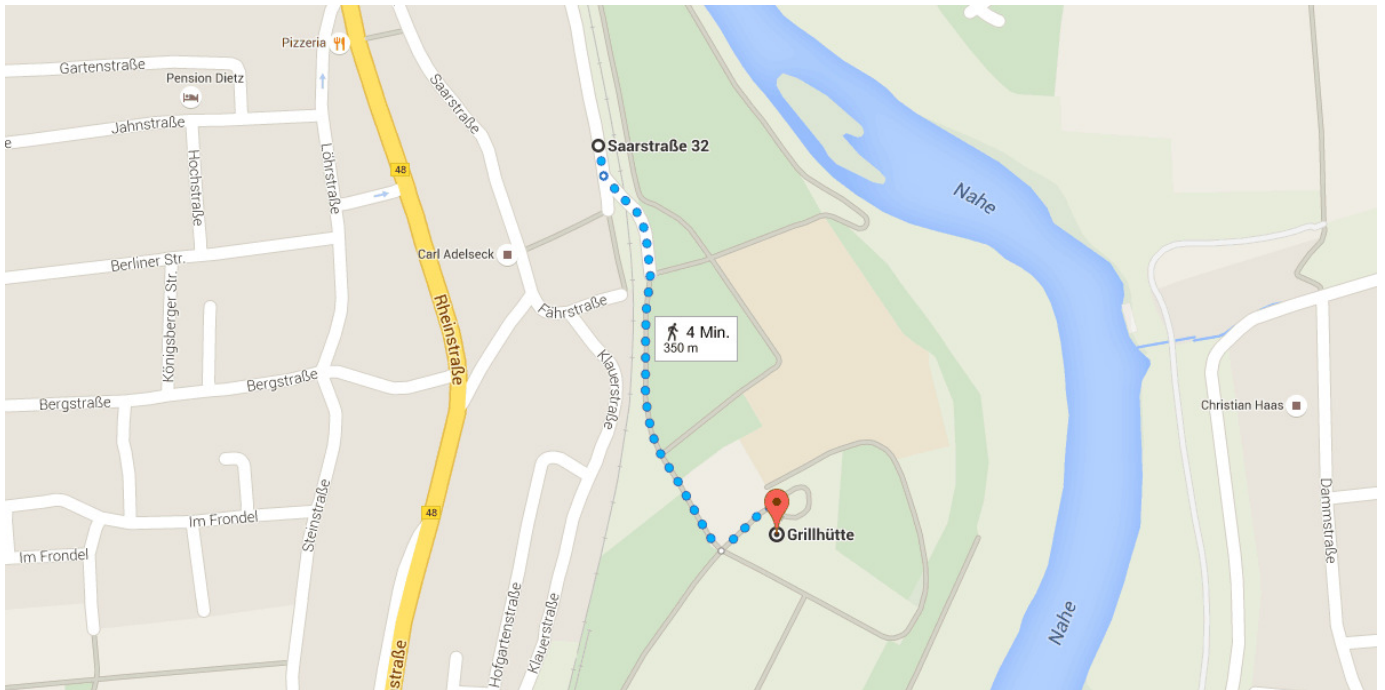 Pizzeria
Gartenstraße
Pension Dietz
Saarstraße
Jahnstraße
e
Saarstraße 32
Löhrstraße
Hochstraße
48
Nahe
Carl Adelseck
Berliner Str.
Königsberger Str.
Rheinstraße
Fährstraße
4 Min.
350 m
Klauerstraße
Bergstraße
Bergstraße
Christian Haas
Steinstraße
48
Im Frondel
Im Frondel
Grillhütte
Dammstraße
Hofgartenstraße
Klauerstraße
Nahe
straße